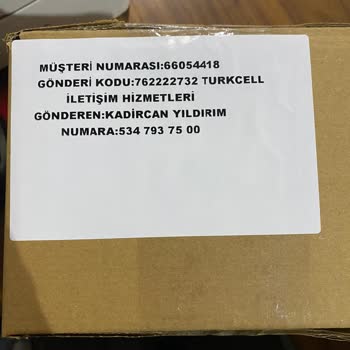 MÜŞTERİ NUMARASI:66054418
GÖNDERİ KODU:762222732 TURKCELL
İLETİŞİM HİZMETLERİ
GÖNDEREN:KADİRCAN YILDIRIM
NUMARA:534 793 75 00